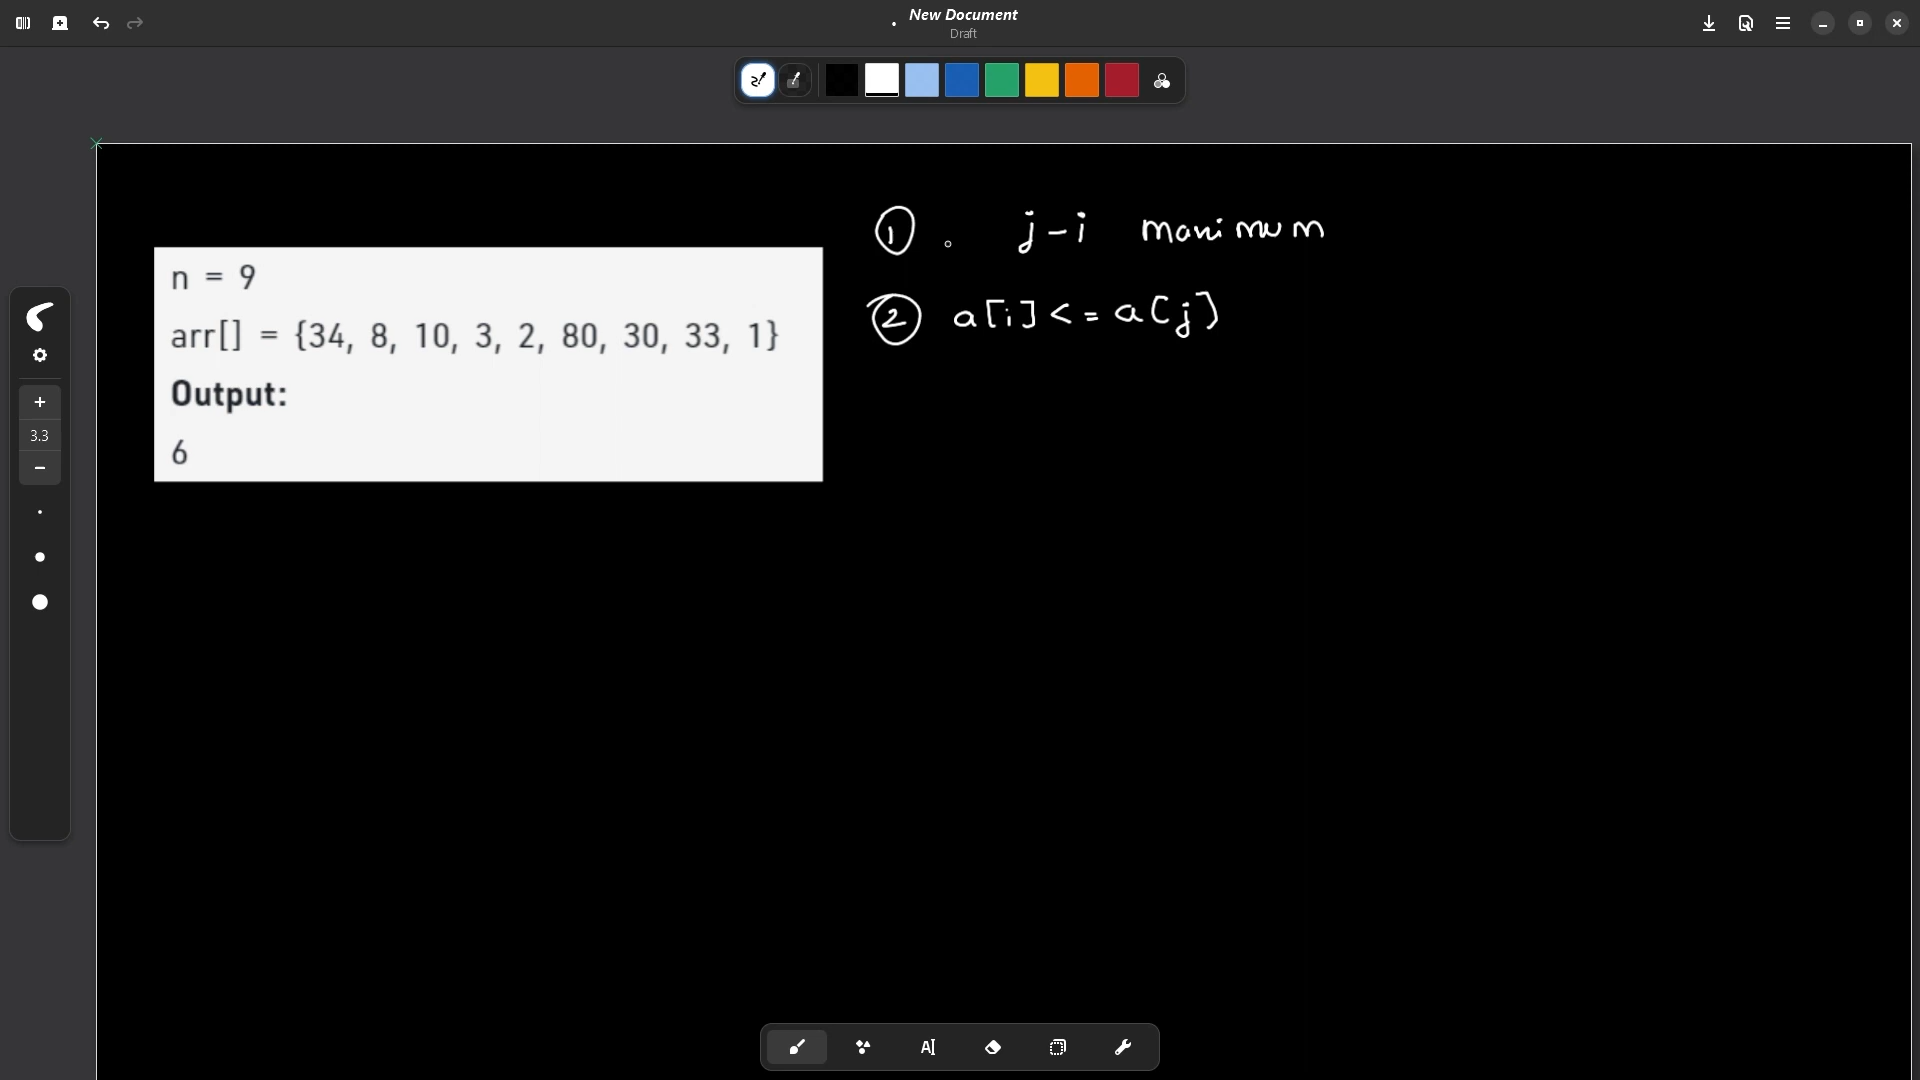 New Document
Draft
① . j-i maximum
n = 9
② a[i] <= a[j]
arr[] = {34, 8, 10, 3, 2, 80, 30, 33, 1}
Output:
6
+
3.3
−
AI